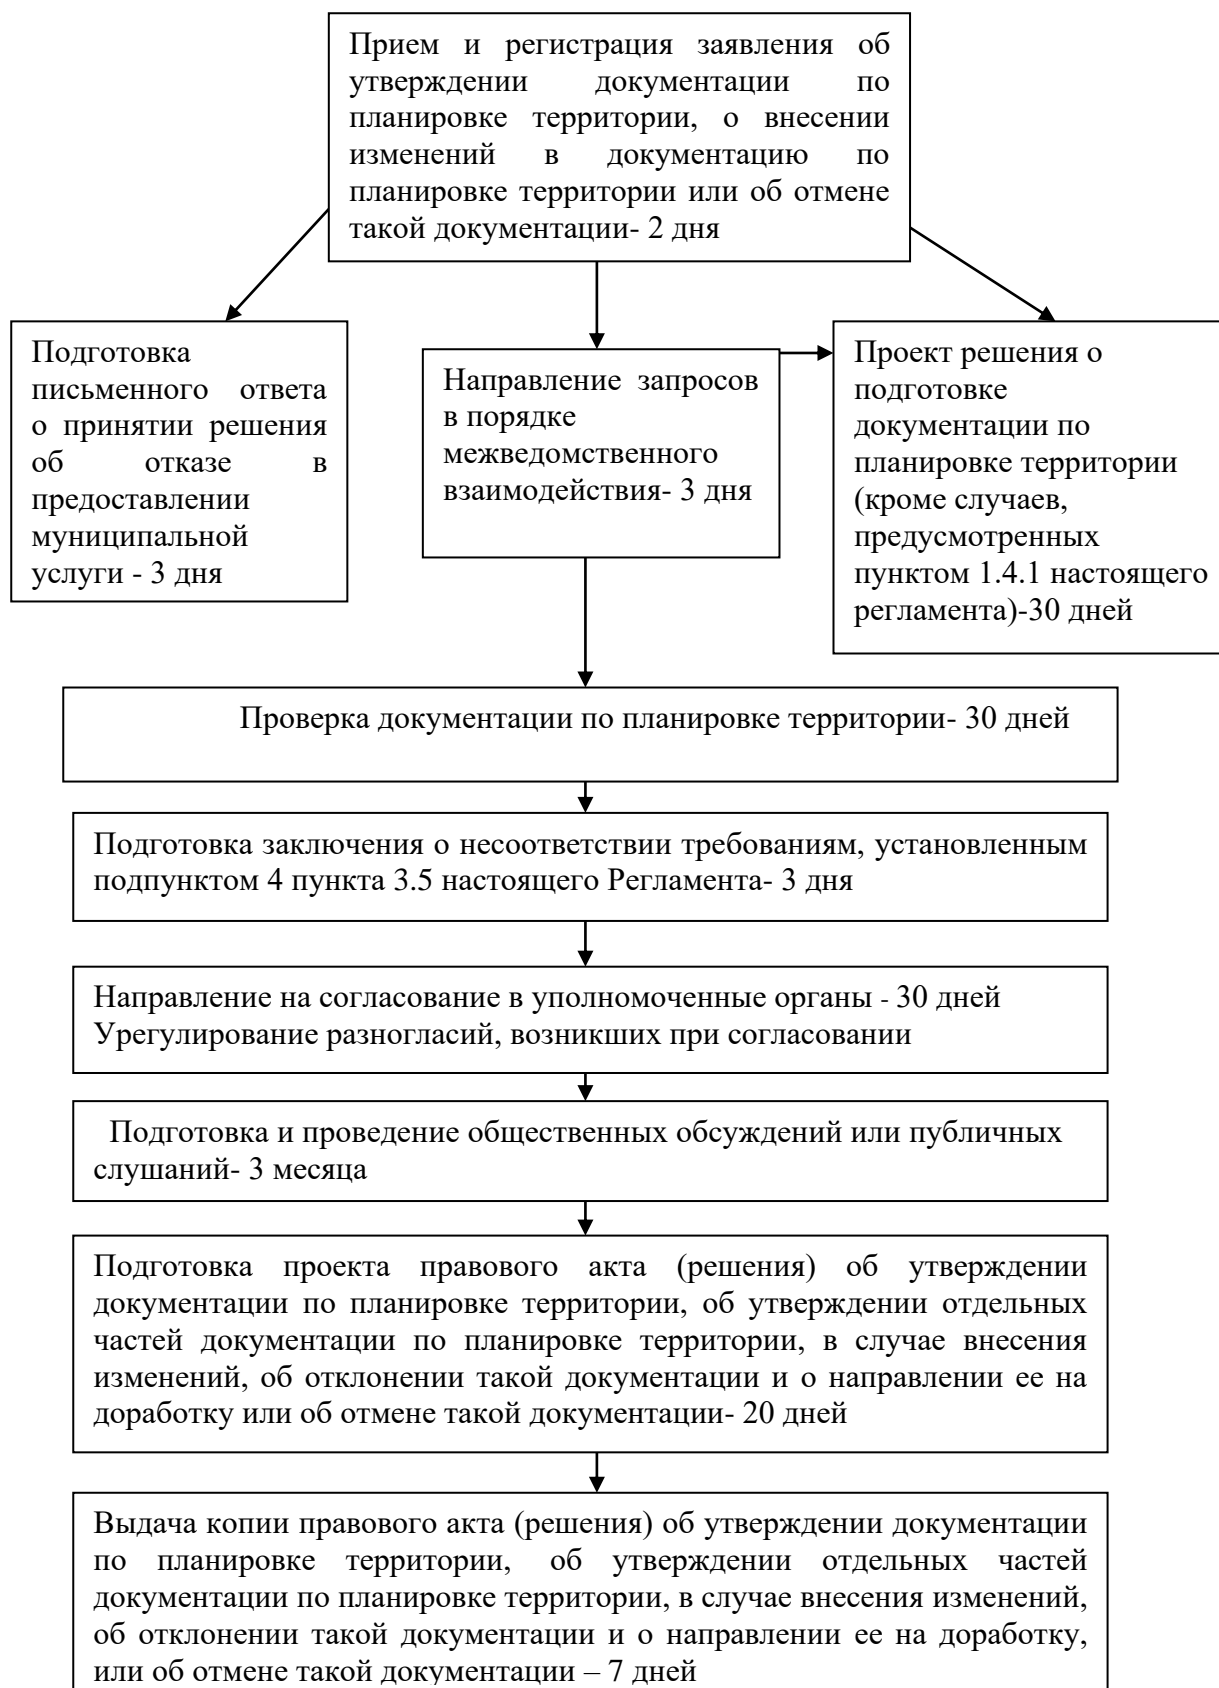 Прием и регистрация заявления об
утверждении документации по
планировке территории, о внесении
изменений в документацию по
планировке территории или об отмене
такой документации- 2 дня
Подготовка
письменного ответа
о принятии решения
об отказе в
предоставлении
муниципальной
услуги - 3 дня
Направление запросов
в порядке
межведомственного
взаимодействия- 3 дня
Проект решения о
подготовке
документации по
планировке территории
(кроме случаев,
предусмотренных
пунктом 1.4.1 настоящего
регламента)-30 дней
Проверка документации по планировке территории- 30 дней
Подготовка заключения о несоответствии требованиям, установленным
подпунктом 4 пункта 3.5 настоящего Регламента- 3 дня
Направление на согласование в уполномоченные органы - 30 дней
Урегулирование разногласий, возникших при согласовании
Подготовка и проведение общественных обсуждений или публичных
слушаний- 3 месяца
Подготовка проекта правового акта (решения) об утверждении
документации по планировке территории, об утверждении отдельных
частей документации по планировке территории, в случае внесения
изменений, об отклонении такой документации и о направлении ее на
доработку или об отмене такой документации- 20 дней
Выдача копии правового акта (решения) об утверждении документации
по планировке территории, об утверждении отдельных частей
документации по планировке территории, в случае внесения изменений,
об отклонении такой документации и о направлении ее на доработку,
или об отмене такой документации – 7 дней